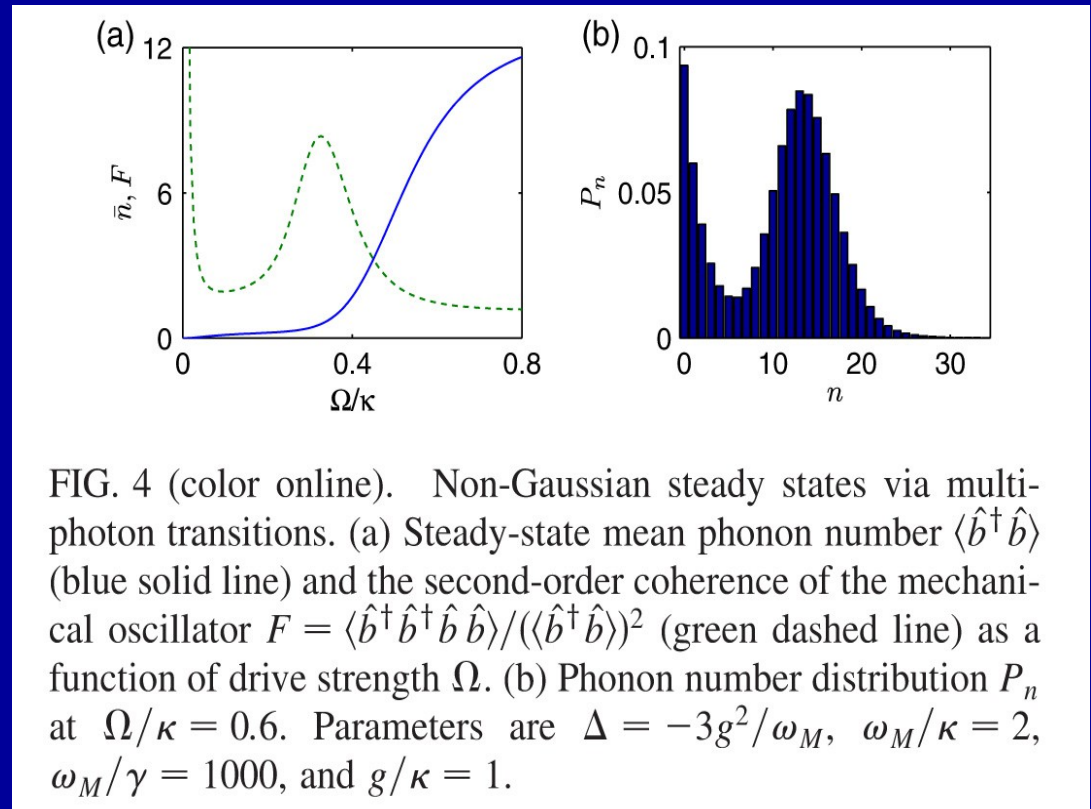 (a)
12
6
0
n̄, F
0
0.4
0.8
Ω/κ
(b)
0.1
0.05
0
Pₙ
0
10
20
30
n
FIG. 4 (color online). Non-Gaussian steady states via multi-
photon transitions. (a) Steady-state mean phonon number ⟨b̂†b̂⟩
(blue solid line) and the second-order coherence of the mechani-
cal oscillator F = ⟨b̂†b̂†b̂ b̂⟩/(⟨b̂†b̂⟩)² (green dashed line) as a
function of drive strength Ω. (b) Phonon number distribution Pₙ
at Ω/κ = 0.6. Parameters are Δ = −3g²/ω_M, ω_M/κ = 2,
ω_M/γ = 1000, and g/κ = 1.